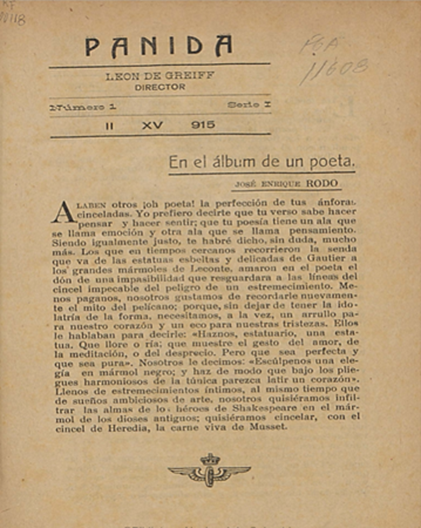 PANIDA
LEON DE GREIFF
DIRECTOR
Número 1 Serie I
II XV 915
En el álbum de un poeta.
JOSÉ ENRIQUE RODO
ALABEN otros ¡oh poeta! la perfección de tus ánforas
cinceladas. Yo prefiero decirte que tu verso sabe hacer
pensar y hacer sentir; que tu poesía tiene un ala que
se llama emoción y otra ala que se llama pensamiento.
Siendo igualmente justo, te habré dicho, sin duda, mucho
más. Los que en tiempos cercanos recorrieron la senda
que va de las estatuas esbeltas y delicadas de Gautier a
los grandes mármoles de Leconte, amaron en el poeta el
dón de una impasibilidad que resguardara a las líneas del
cincel impecable del peligro de un estremecimiento. Me-
nos paganos, nosotros gustamos de recordarle nuevamen-
te el mito del pelícano; porque, sin dejar de tener la ido-
latría de la forma, necesitamos, a la vez, un arrullo pa
ra nuestro corazón y un eco para nuestras tristezas. Ellos
le hablaban para decirle: «Haznos, estatuario, una esta-
tua. Que llore o ría; que muestre el gesto del amor, de
la meditación, o del desprecio. Pero que sea perfecta y
que sea pura». Nosotros le decimos: «Escúlpenos una ele-
gía en mármol negro; y haz de modo que bajo los plie-
gues harmoniosos de la túnica parezca latir un corazón».
Llenos de estremecimientos íntimos, al mismo tiempo que
de sueños ambiciosos de arte, nosotros quisiéramos infil-
trar las almas de los héroes de Shakespeare en el már-
mol de los dioses antiguos; quisiéramos cincelar, con el
cincel de Heredia, la carne viva de Musset.